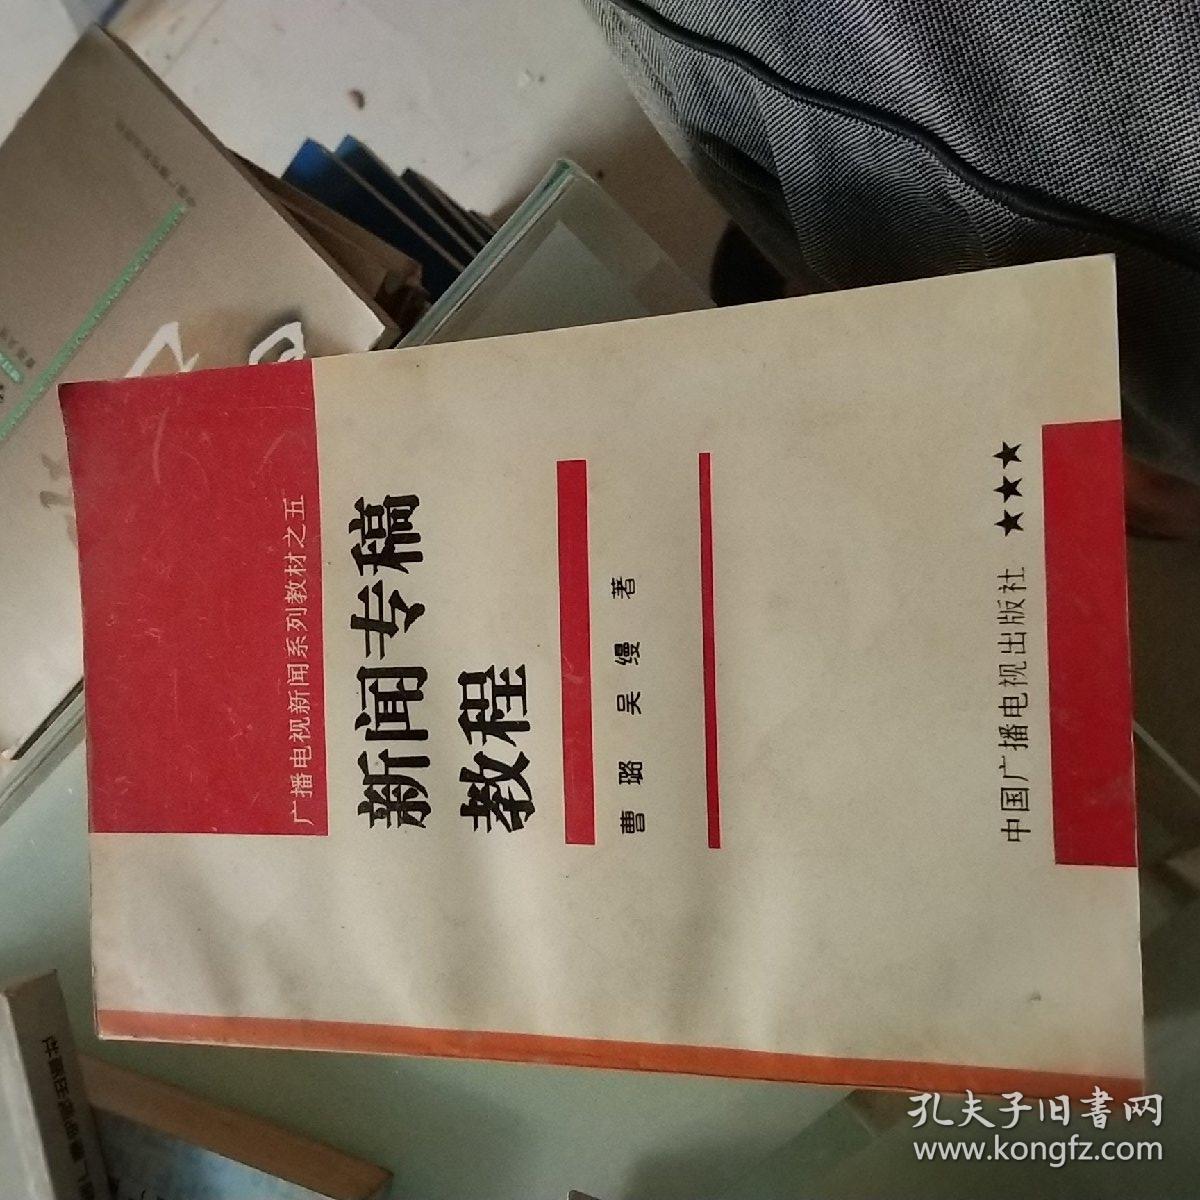 广播电视新闻系列教材之五
新闻专稿
教程
曹璐 吴缦 著
中国广播电视出版社 ★★★
孔夫子旧书网
www.kongfz.com